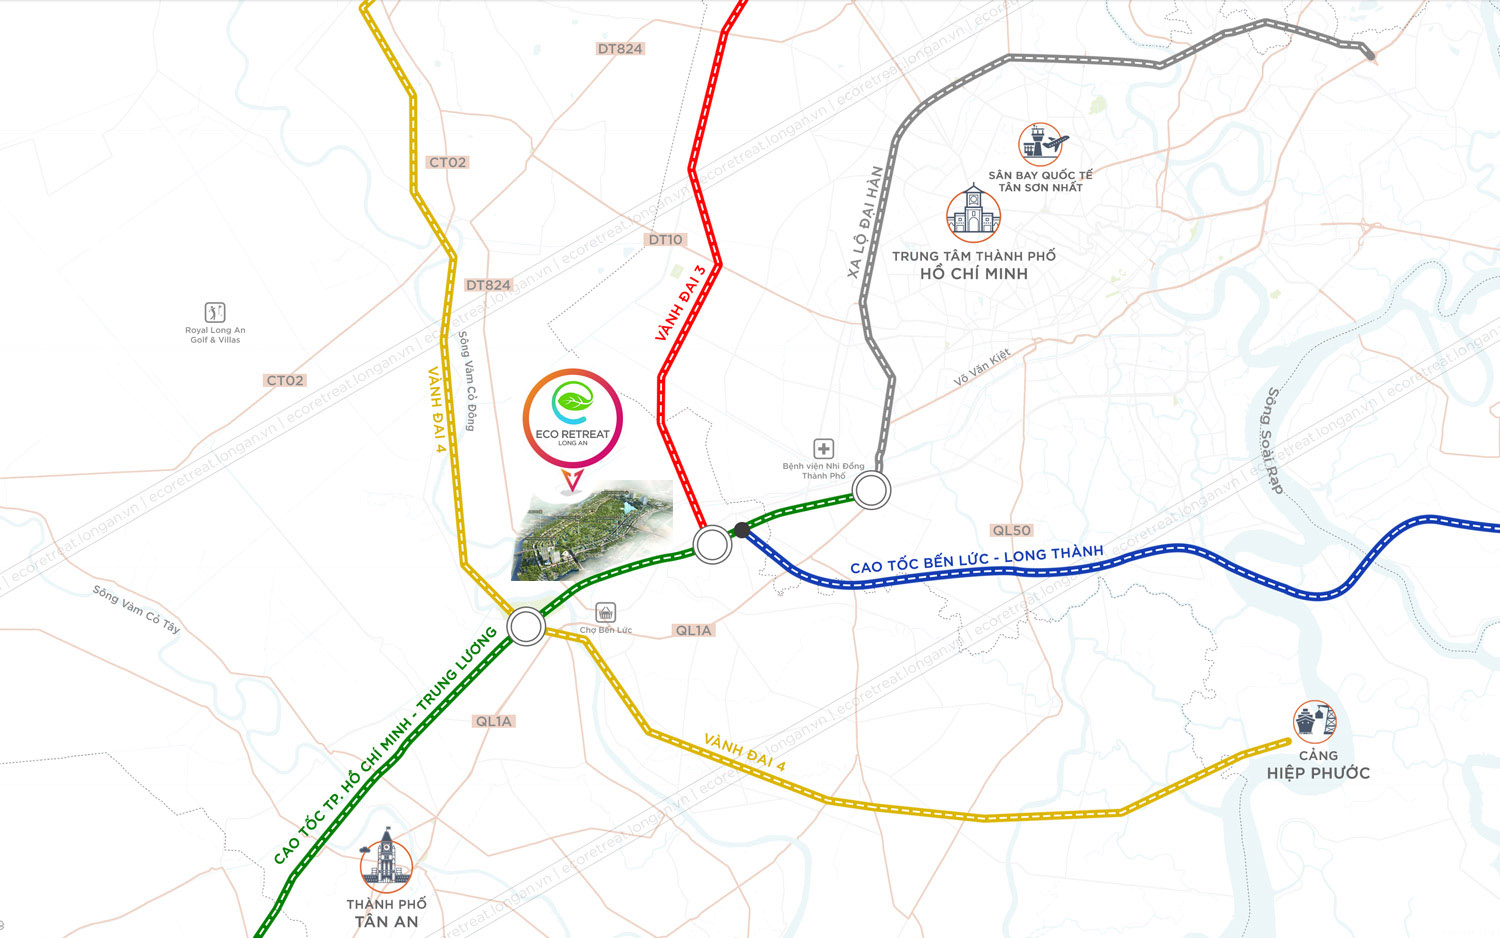 DT824
CT02
DT10
DT824
SÂN BAY QUỐC TẾ
TÂN SƠN NHẤT
XA LỘ ĐẠI HÀN
TRUNG TÂM THÀNH PHỐ
HỒ CHÍ MINH
VÀNH ĐAI 3
Royal Long An
Golf & Villas
CT02
Sông Vàm Cỏ Đông
VÀNH ĐAI 4
Võ Văn Kiệt
ECO RETREAT
LONG AN
Sông Soài Rạp
Bệnh viện Nhi Đồng
Thành Phố
QL50
CAO TỐC BẾN LỨC - LONG THÀNH
Sông Vàm Cỏ Tây
Chợ Bến Lức
QL1A
CAO TỐC TP. HỒ CHÍ MINH - TRUNG LƯƠNG
QL1A
VÀNH ĐAI 4
CẢNG
HIỆP PHƯỚC
THÀNH PHỐ
TÂN AN
ecoretreat.longan.vn | ecoretreat.longan.vn | ecoretreat.longan.vn